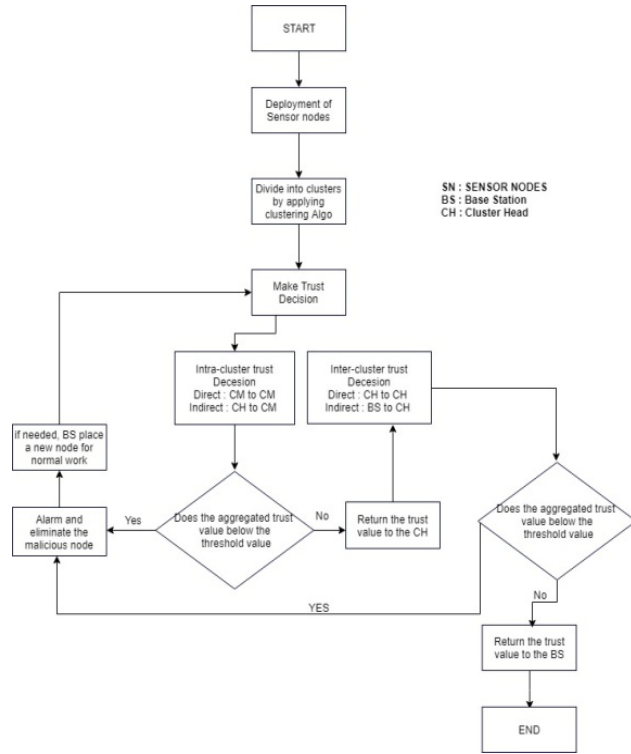 START
Deployment of
Sensor nodes
Divide into clusters
by applying
clustering Algo
SN : SENSOR NODES
BS : Base Station
CH : Cluster Head
Make Trust
Decision
Intra-cluster trust
Decesion
Direct : CM to CM
Indirect : CH to CM
Inter-cluster trust
Decesion
Direct : CH to CH
Indirect : BS to CH
if needed, BS place
a new node for
normal work
Alarm and
eliminate the
malicious node
Yes
Does the aggregated trust
value below the
threshold value
No
Return the trust
value to the CH
Does the aggregated trust
value below the
threshold value
YES
No
Return the trust
value to the BS
END